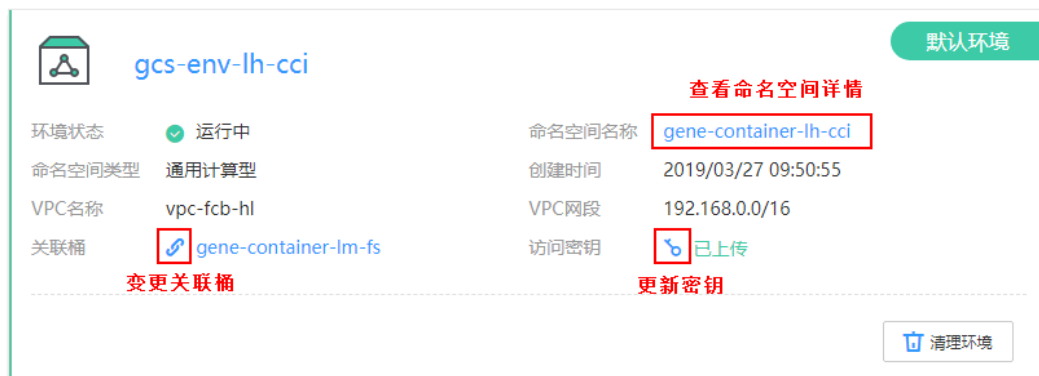 默认环境
gcs-env-lh-cci
查看命名空间详情
环境状态 运行中 命名空间名称 gene-container-lh-cci
命名空间类型 通用计算型 创建时间 2019/03/27 09:50:55
VPC名称 vpc-fcb-hl VPC网段 192.168.0.0/16
关联桶 gene-container-lm-fs 访问密钥 已上传
变更关联桶 更新密钥
清理环境